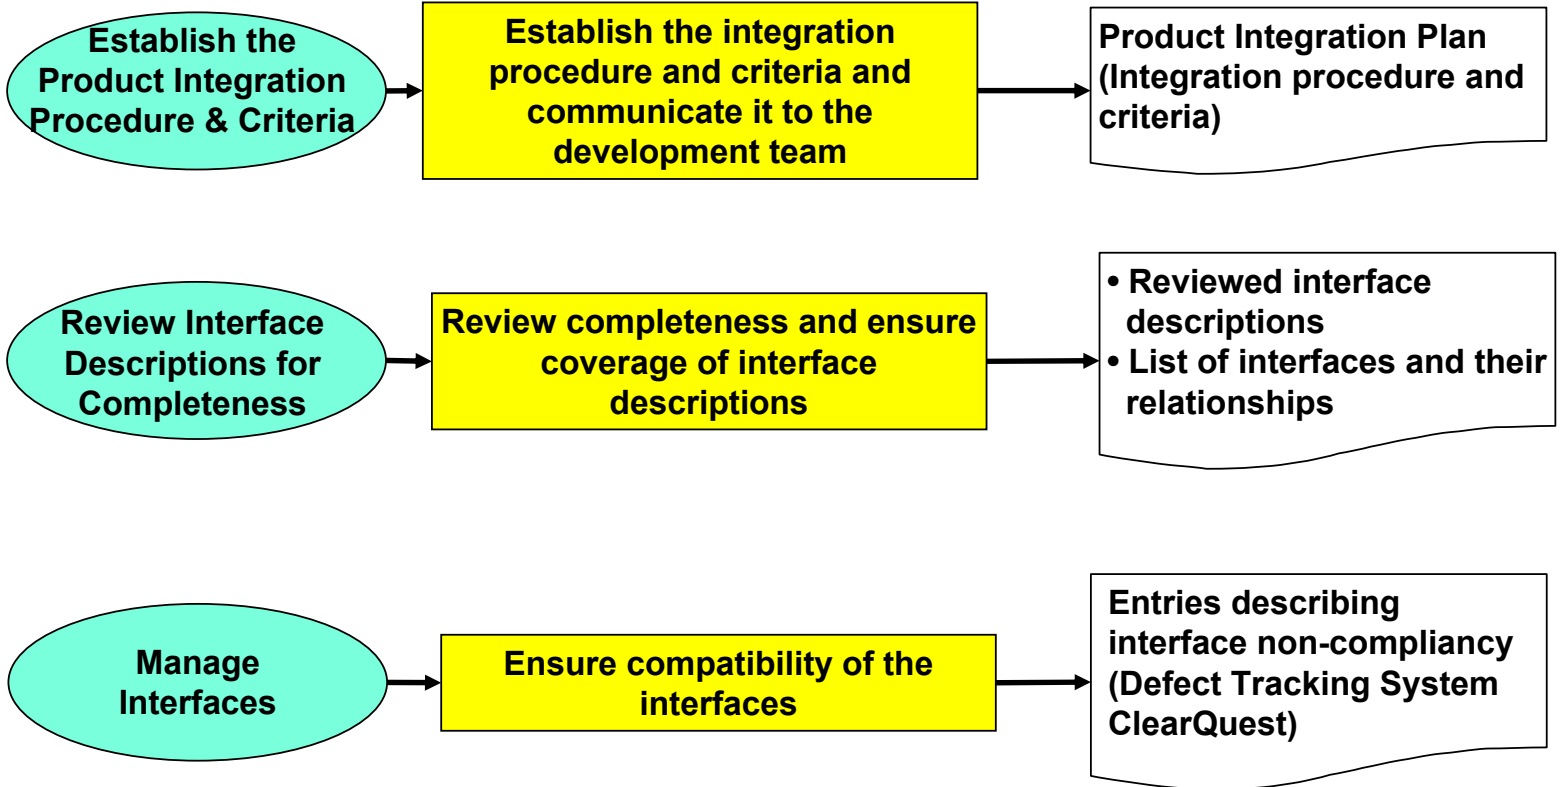 Establish the
Product Integration
Procedure & Criteria
Establish the integration
procedure and criteria and
communicate it to the
development team
Product Integration Plan
(Integration procedure and
criteria)
Review Interface
Descriptions for
Completeness
Review completeness and ensure
coverage of interface
descriptions
• Reviewed interface
descriptions
• List of interfaces and their
relationships
Manage
Interfaces
Ensure compatibility of the
interfaces
Entries describing
interface non-compliancy
(Defect Tracking System
ClearQuest)